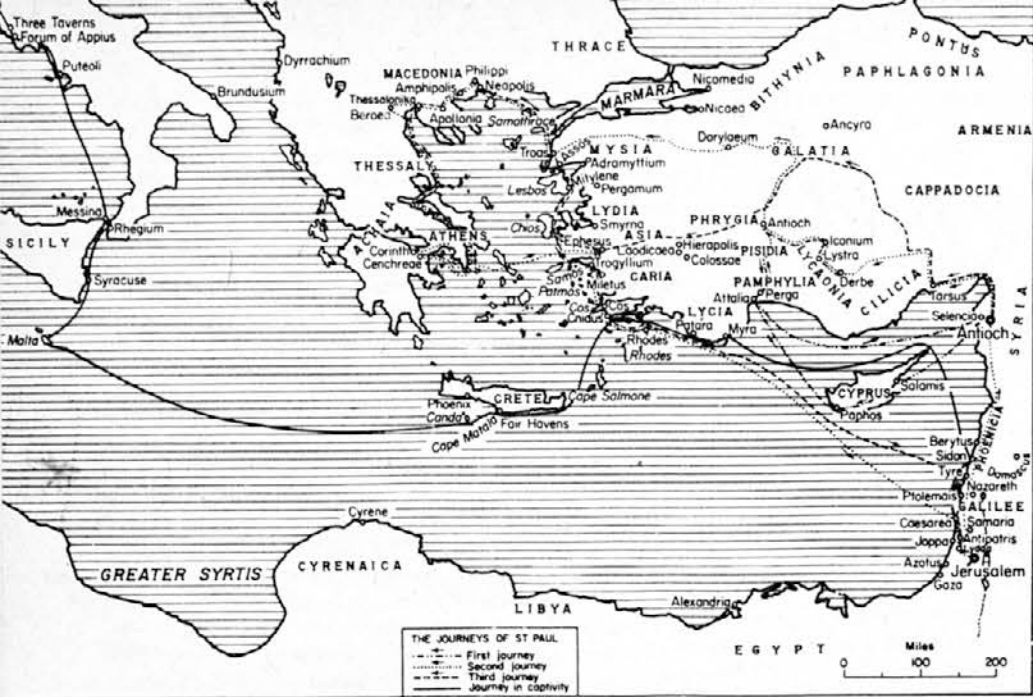 Three Taverns
Forum of Appius
Puteoli
Brundusium
Dyrrachium
THRACE
PONTUS
BITHYNIA
PAPHLAGONIA
MACEDONIA
Philippi
Amphipolis
Neapolis
Thessalonika
Beroea
Apollonia
Samothrace
MARMARA
Nicomedia
Nicaea
Ancyra
ARMENIA
Dorylaeum
GALATIA
Troas
Assos
MYSIA
Adramyttium
THESSALY
Mitylene
Lesbos
Pergamum
CAPPADOCIA
Messina
Rhegium
SICILY
Syracuse
Malta
ACHAIA
Chios
LYDIA
Smyrna
PHRYGIA
Antioch
ATHENS
Corinth
Cenchreae
Ephesus
ASIA
Laodicaea
Hierapolis
Colossae
PISIDIA
Iconium
Lystra
LYCAONIA
Derbe
Trogyllium
Samos
Patmos
Miletus
CARIA
PAMPHYLIA
Attalia
Perga
CILICIA
Tarsus
SYRIA
Selencia
Antioch
Cos
Cos
Cnidus
LYCIA
Patara
Myra
Rhodes
Rhodes
CYPRUS
Salamis
Paphos
CRETE
Phoenix
Canda
Cape Salmone
Cape Matala
Fair Havens
Berytus
Sidon
PHOENICIA
Damascus
Tyre
Nazareth
Ptolemais
GALILEE
Caesarea
Samaria
Joppa
Antipatris
Lydda
Azotus
Jerusalem
Gaza
Cyrene
GREATER SYRTIS
CYRENAICA
LIBYA
Alexandria
EGYPT
THE JOURNEYS OF ST PAUL
First journey
Second journey
Third journey
Journey in captivity
Miles
0 100 200